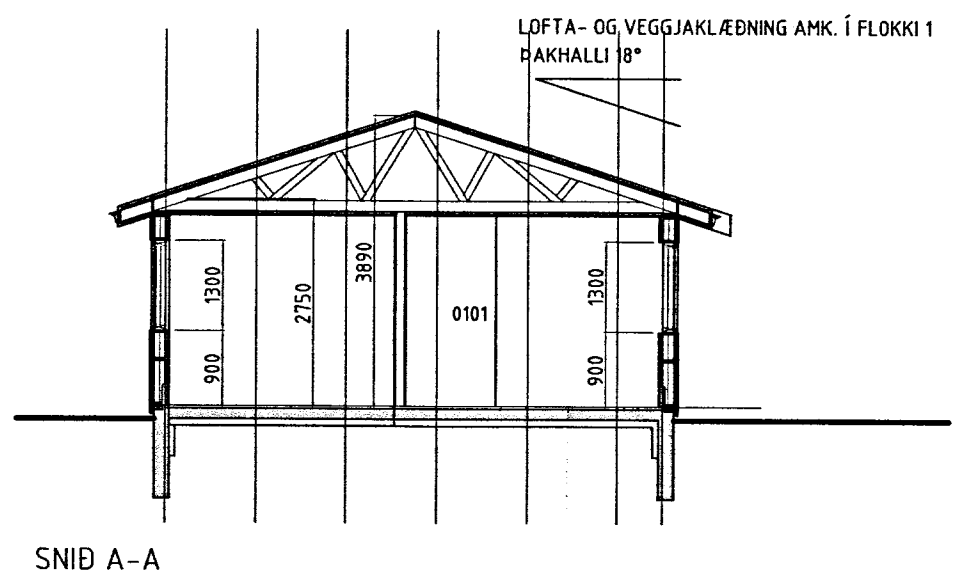 LOFTA- OG VEGGJAKLÆÐNING AMK. Í FLOKKI 1
ÞAKHALLI 18°
1300
2750
3890
0101
1300
900
900
SNIÐ A-A